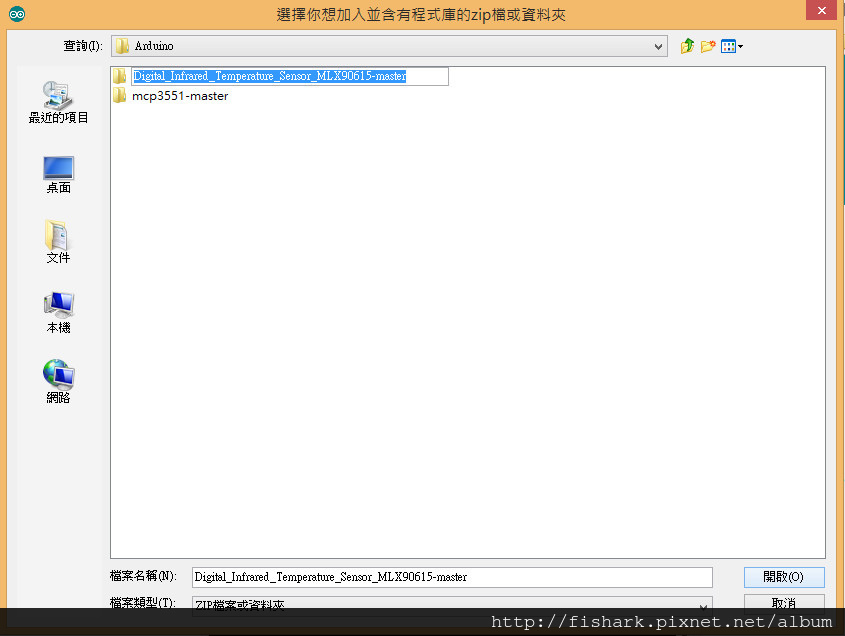 選擇你想加入並含有程式庫的zip檔或資料夾
查詢(I):
Arduino
Digital_Infrared_Temperature_Sensor_MLX90615-master
mcp3551-master
最近的項目
桌面
文件
本機
網路
檔案名稱(N):
Digital_Infrared_Temperature_Sensor_MLX90615-master
開啟(O)
檔案類型(T):
ZIP檔案或資料夾
取消
http://fishark.pixnet.net/album